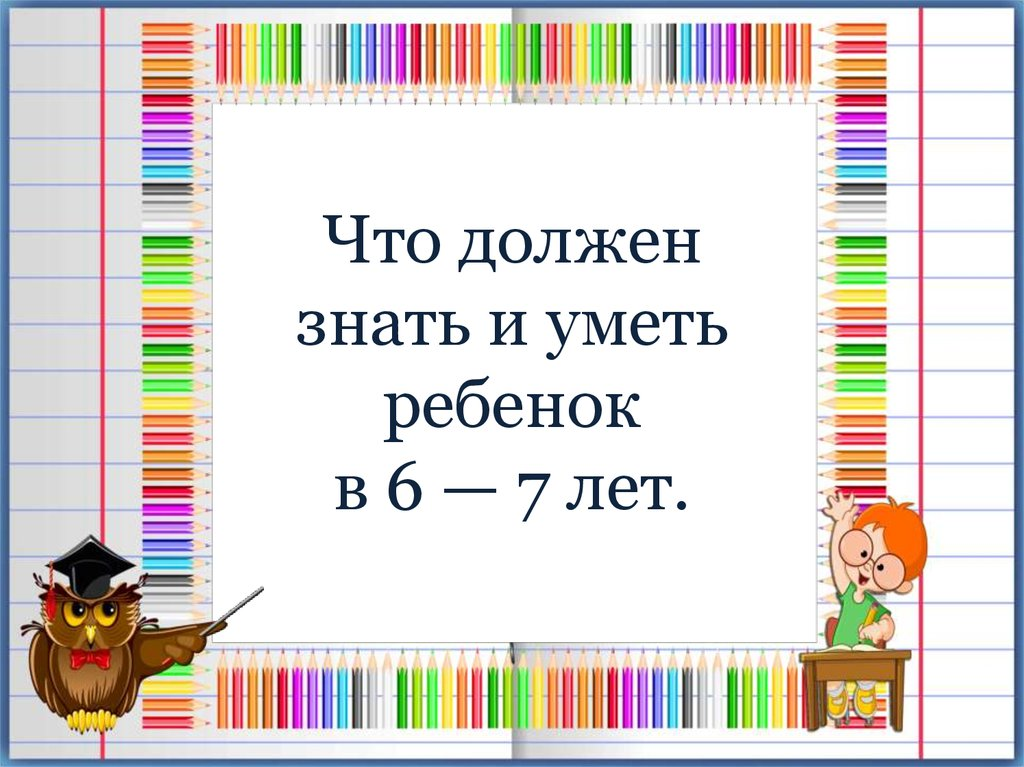 Что должен
знать и уметь
ребенок
в 6 — 7 лет.